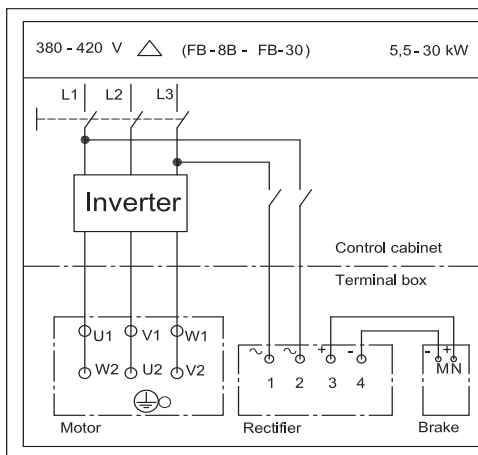 380 - 420 V △ (FB - 8B - FB-30) 5,5 - 30 kW
L1 L2 L3
Inverter
Control cabinet
Terminal box
U1 V1 W1
W2 U2 V2
~ ~ + -
1 2 3 4
- +
M N
Motor Rectifier Brake